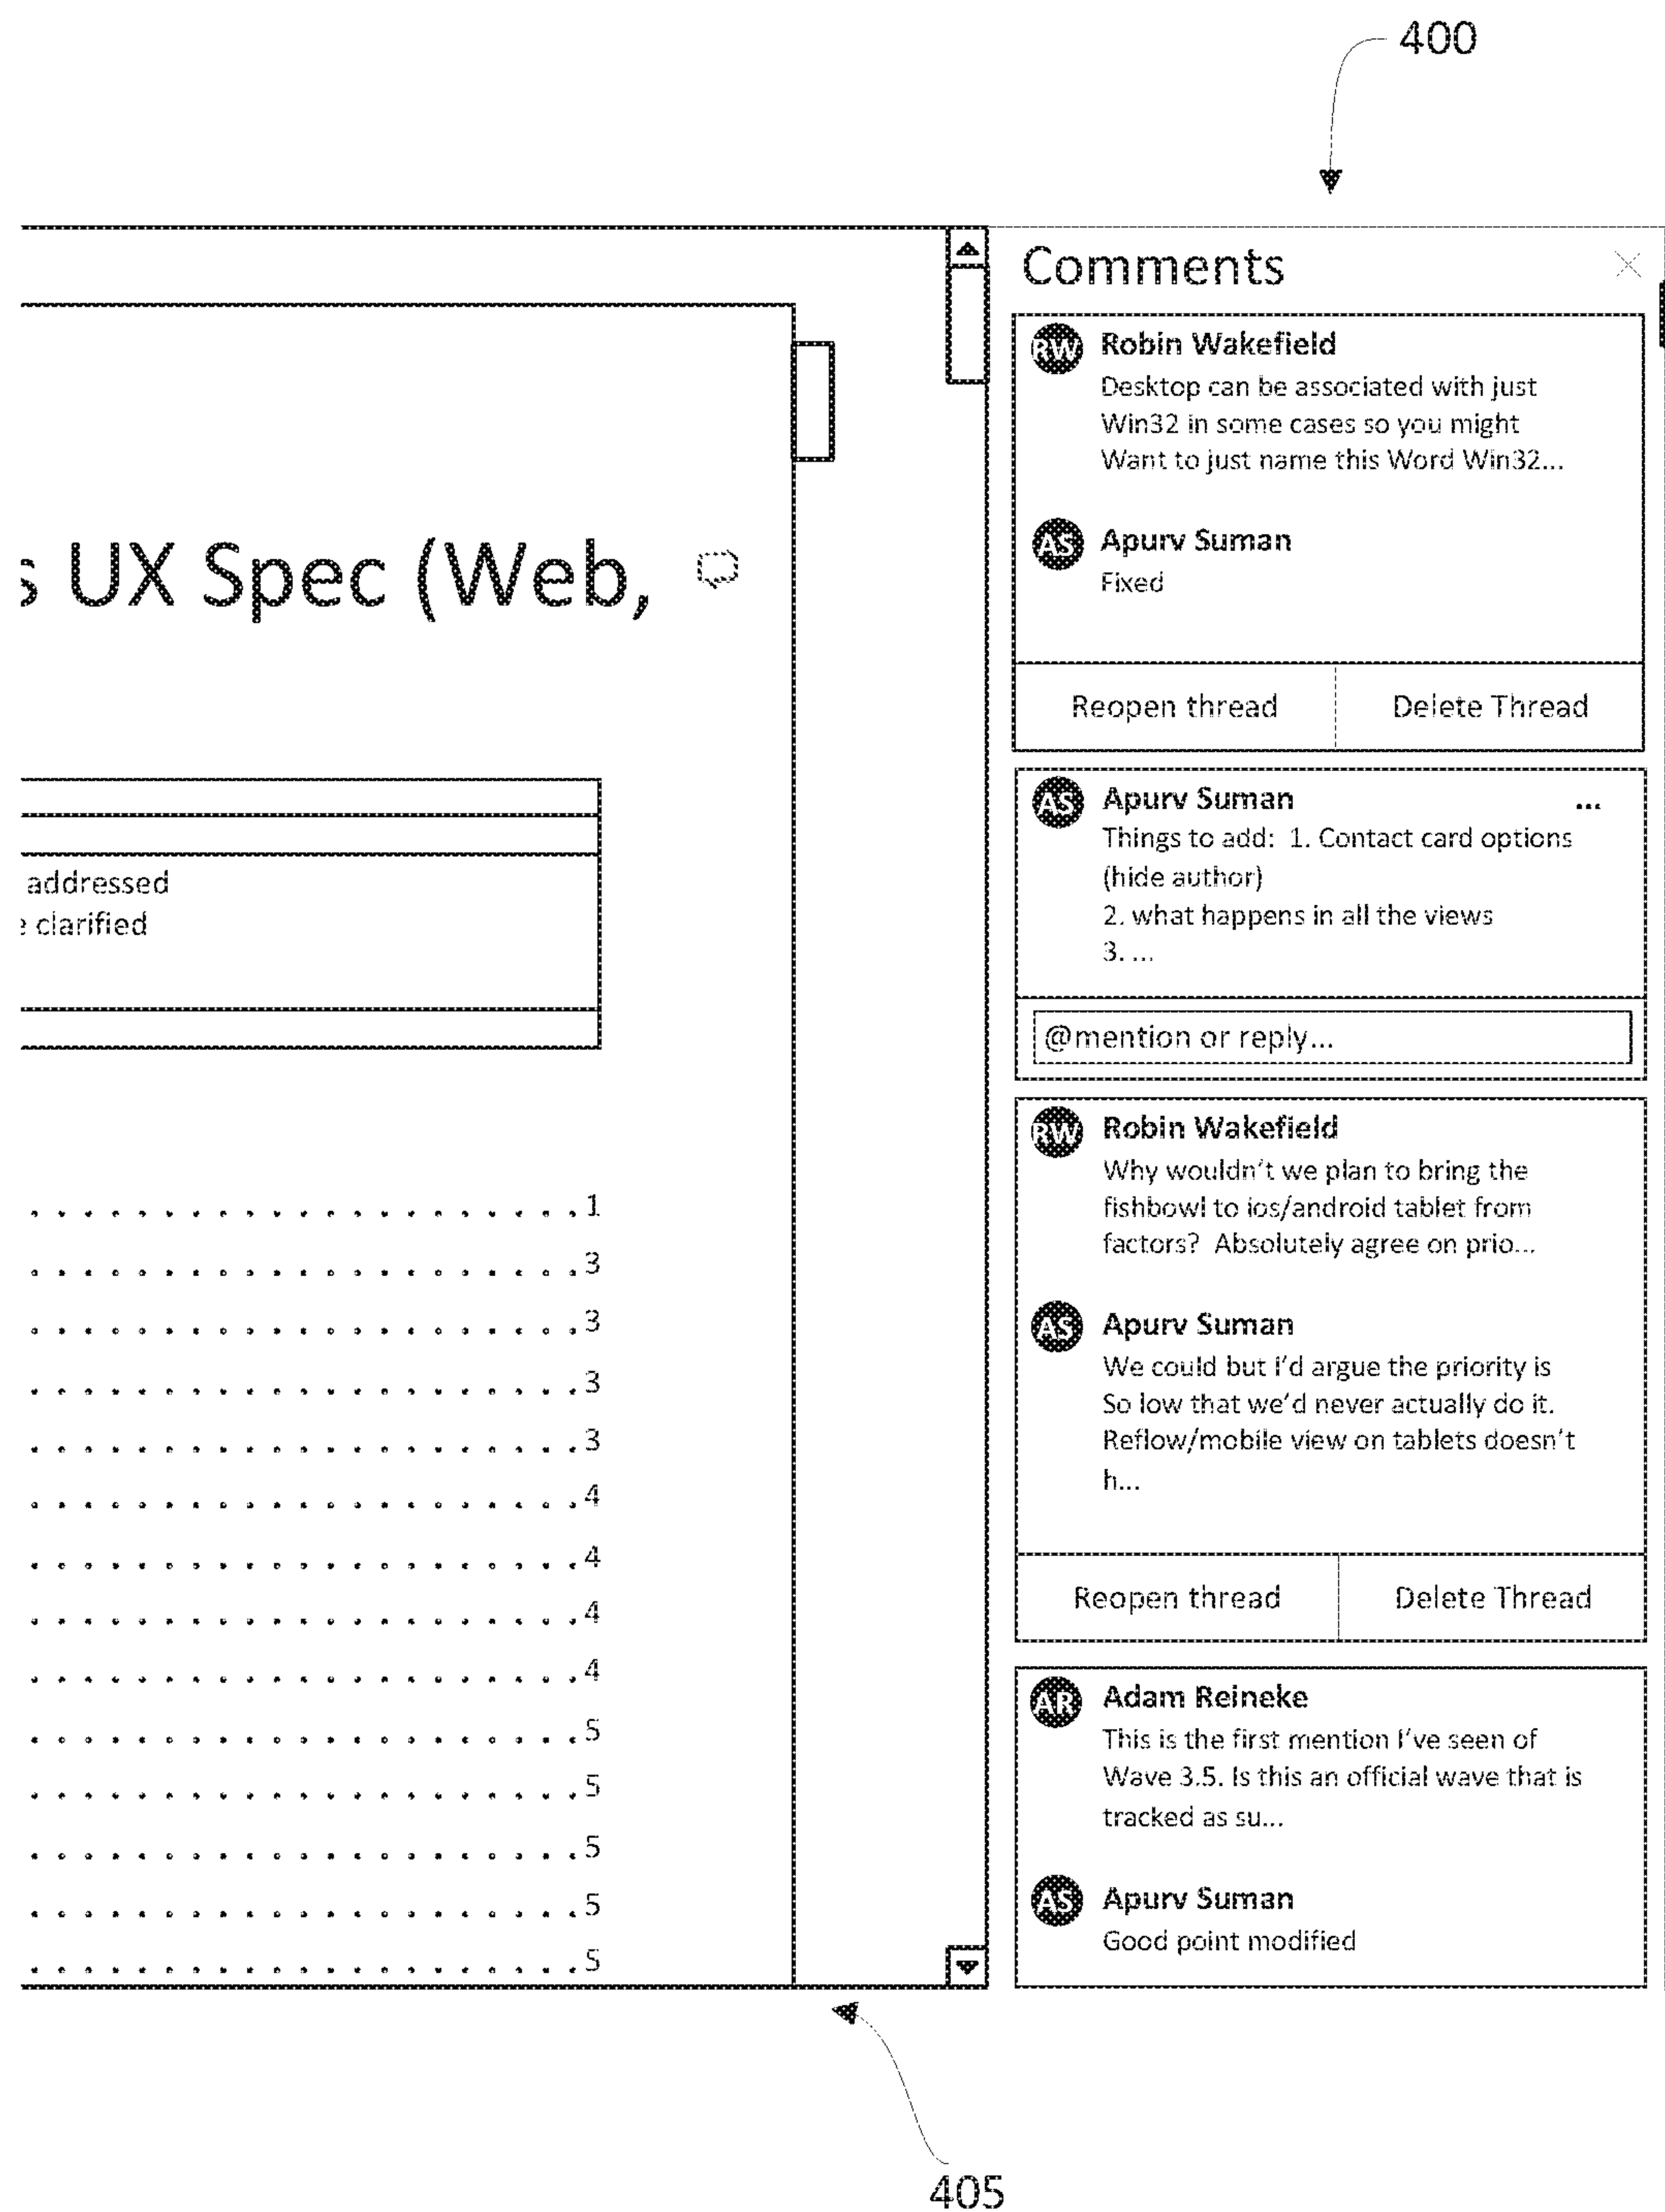 400
s UX Spec (Web,
addressed
e clarified
. . . . . . . . . . . . . . . . . . . . . 1
. . . . . . . . . . . . . . . . . . . . . 3
. . . . . . . . . . . . . . . . . . . . . 3
. . . . . . . . . . . . . . . . . . . . . 3
. . . . . . . . . . . . . . . . . . . . . 3
. . . . . . . . . . . . . . . . . . . . . 4
. . . . . . . . . . . . . . . . . . . . . 4
. . . . . . . . . . . . . . . . . . . . . 4
. . . . . . . . . . . . . . . . . . . . . 4
. . . . . . . . . . . . . . . . . . . . . 5
. . . . . . . . . . . . . . . . . . . . . 5
. . . . . . . . . . . . . . . . . . . . . 5
. . . . . . . . . . . . . . . . . . . . . 5
. . . . . . . . . . . . . . . . . . . . . 5
Comments
RW Robin Wakefield
Desktop can be associated with just
Win32 in some cases so you might
Want to just name this Word Win32...
AS Apurv Suman
Fixed
Reopen thread Delete Thread
AS Apurv Suman ...
Things to add: 1. Contact card options
(hide author)
2. what happens in all the views
3. ...
@mention or reply...
RW Robin Wakefield
Why wouldn't we plan to bring the
fishbowl to ios/android tablet from
factors? Absolutely agree on prio...
AS Apurv Suman
We could but i'd argue the priority is
So low that we'd never actually do it.
Reflow/mobile view on tablets doesn't
h...
Reopen thread Delete Thread
AR Adam Reineke
This is the first mention I've seen of
Wave 3.5. Is this an official wave that is
tracked as su...
AS Apurv Suman
Good point modified
405